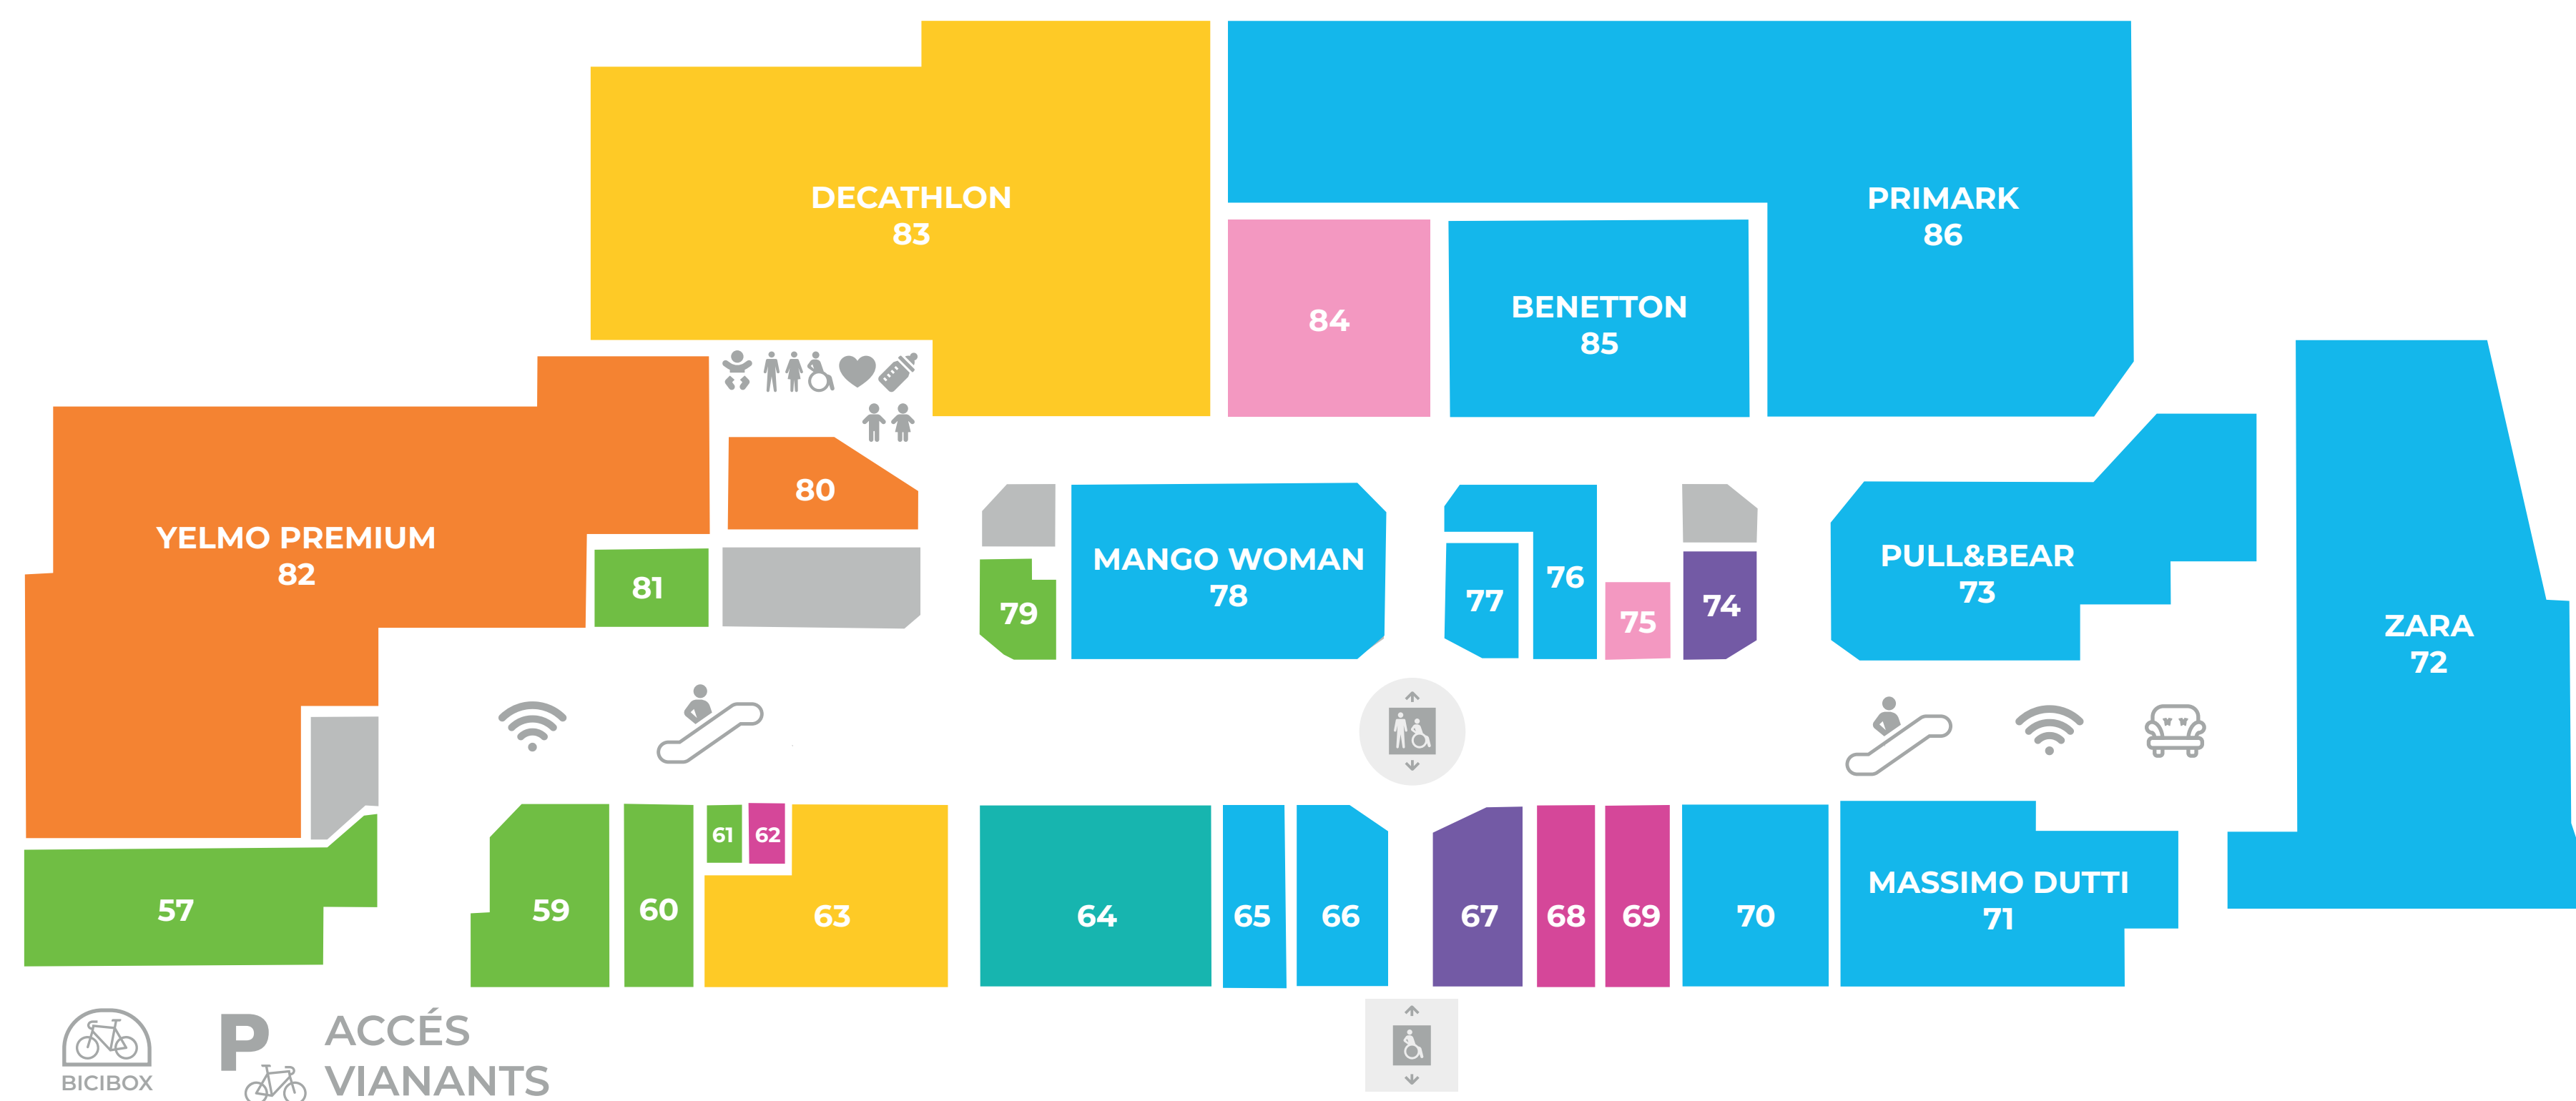 DECATHLON
83
PRIMARK
86
84
BENETTON
85
80
YELMO PREMIUM
82
81
79
MANGO WOMAN
78
77
76
75
74
PULL&BEAR
73
ZARA
72
57
59
60
61
62
63
64
65
66
67
68
69
70
MASSIMO DUTTI
71
BICIBOX
P
ACCÉS
VIANANTS